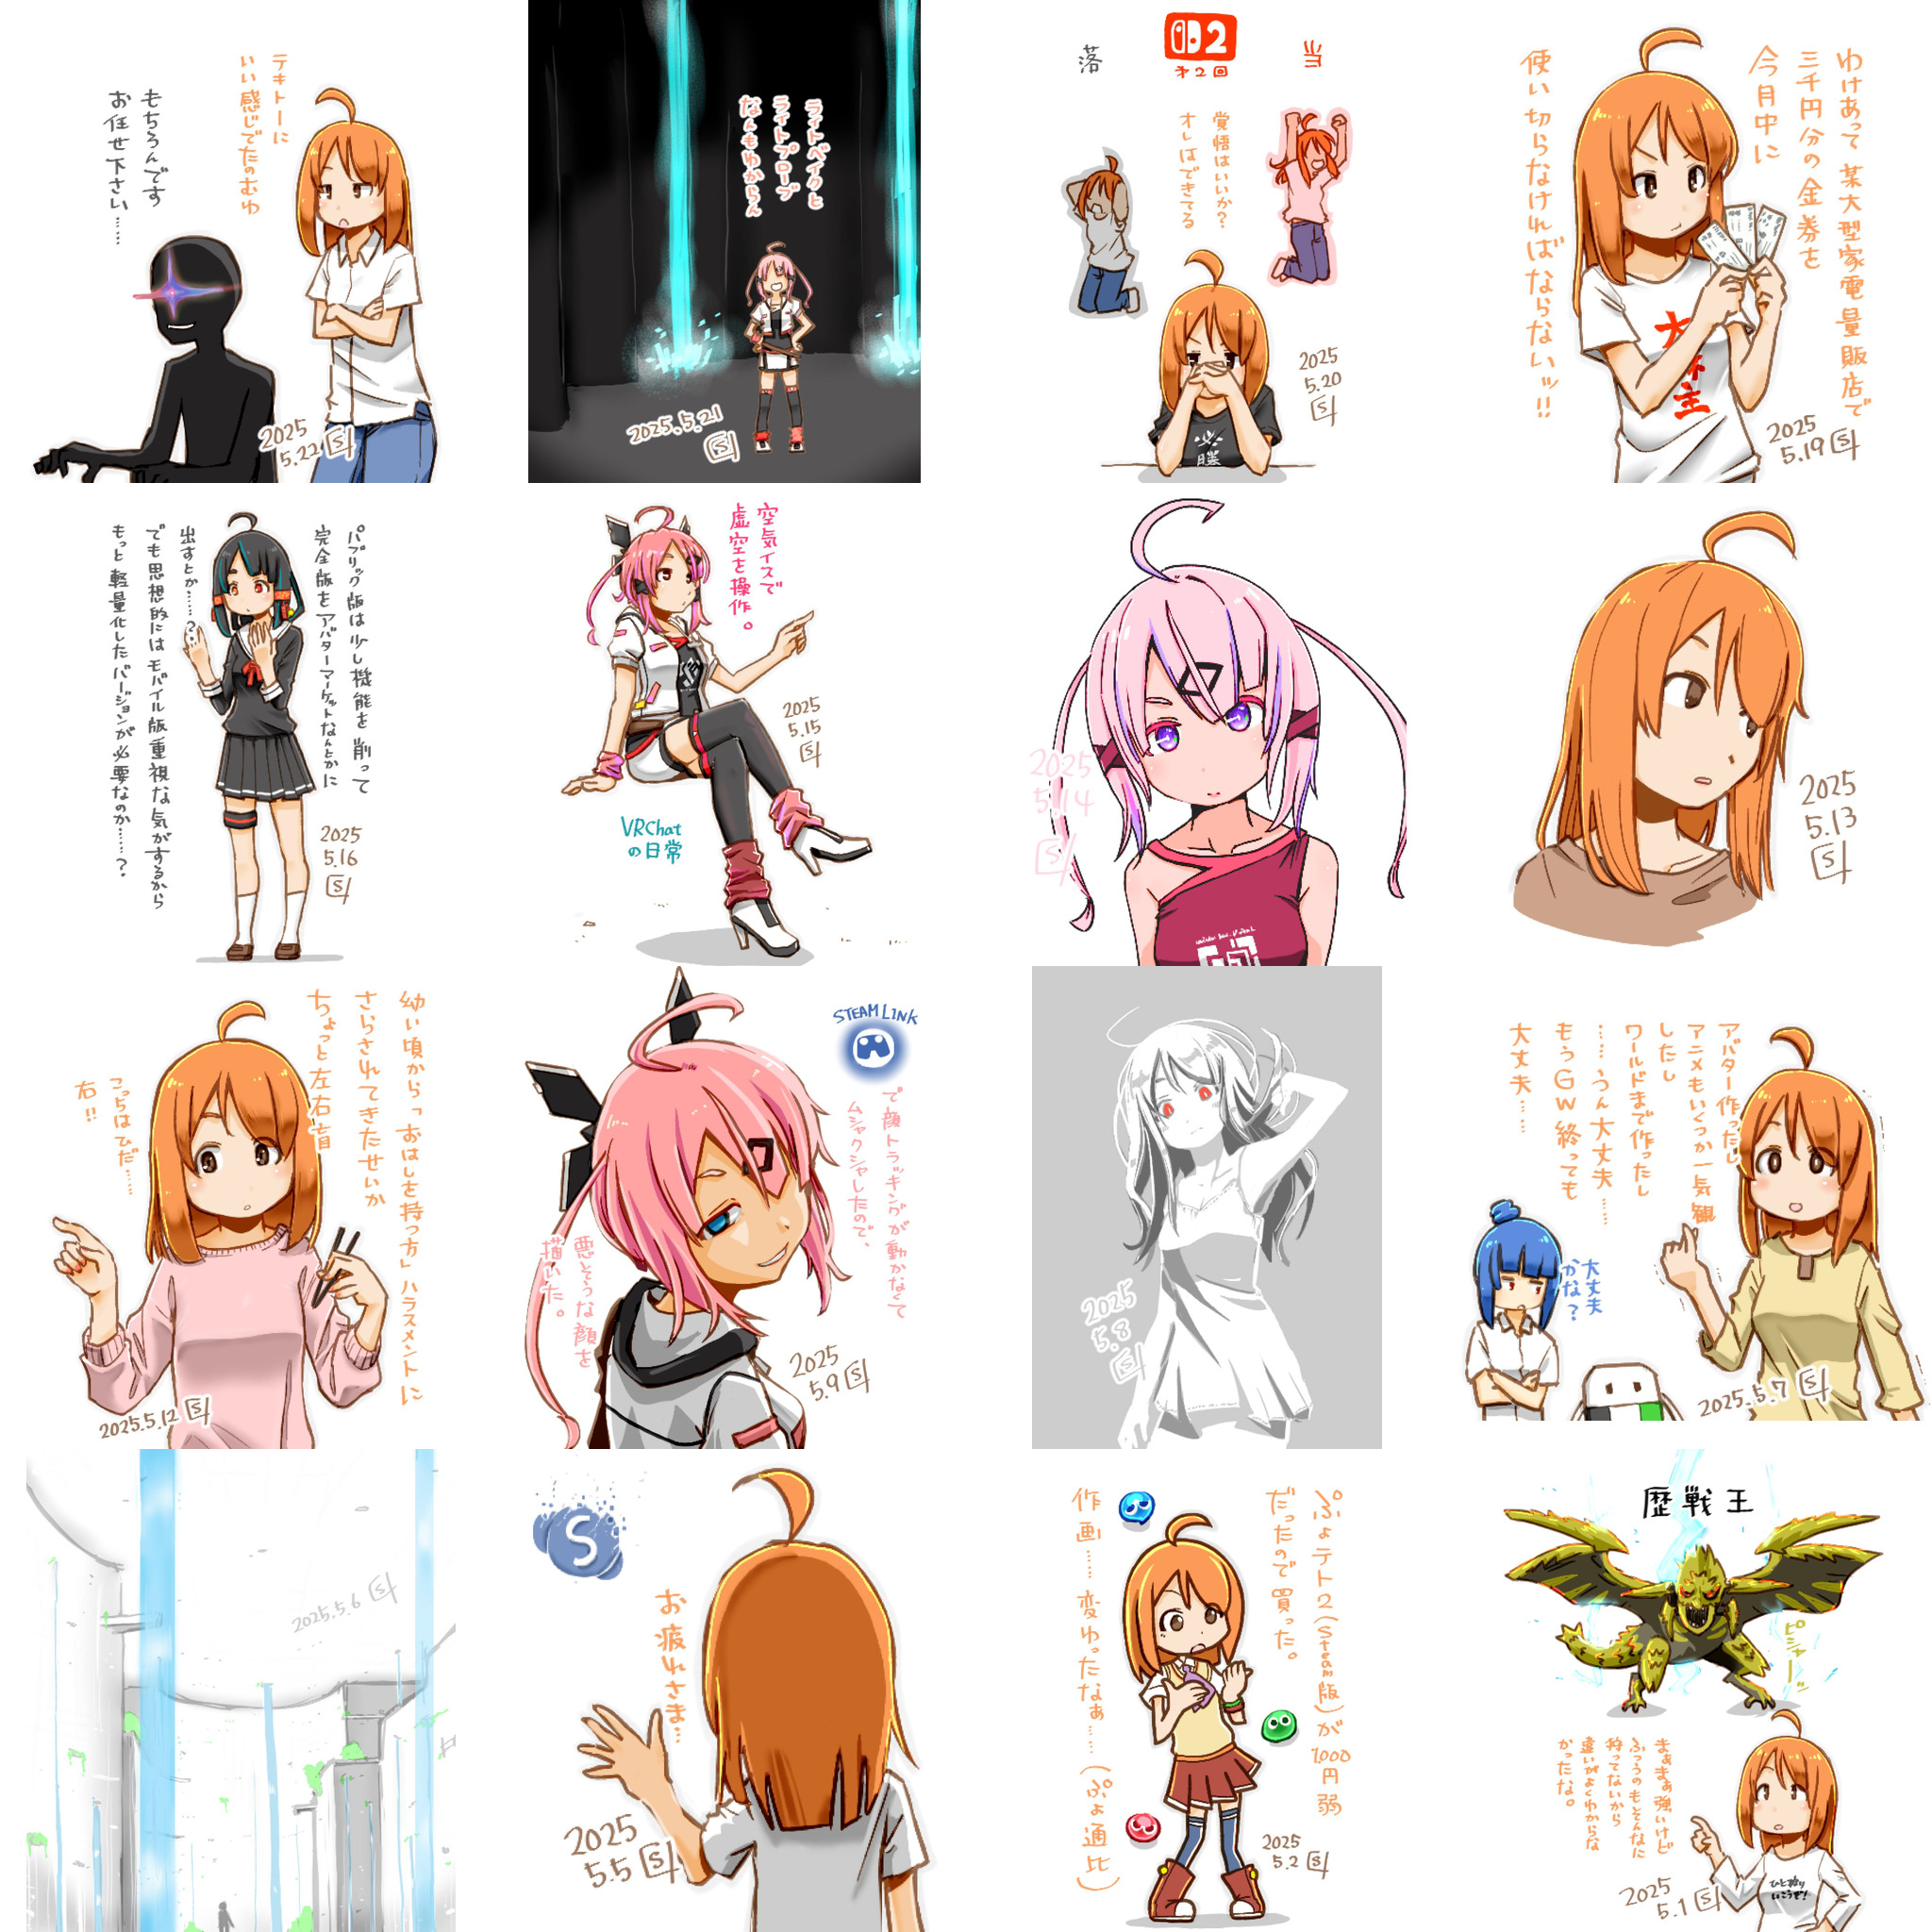 テキトーに
いい感じでたのむわ
もちろんです
お任せ下さい……
2025
5.22
ライトベイクと
ライトプローブ
なんもわからん
2025.5.21
2
才2回
落
当
覚悟はいいか?
オレはできてる
必
勝
2025
5.20
わけあって某大型家電量販店で
三千円分の金券を
今月中に
使い切らなければならないッ!!
2025
5.19
パブリック版は少し機能を削って
完全版をアバターマーケットなんとかに
出すとか……?
でも思想的にはモバイル版重視な気がするから
もっと軽量化したバージョンが必要なのか……?
2025
5.16
空気イスで
虚空を操作。
VRChat
の日常
2025
5.15
2025
5.14
2025
5.13
幼い頃から「おはしを持つ方」ハラスメントに
さらされてきたせいか
ちょっと左右盲
こっちはひだ……
右!!
2025.5.12
STEAM LINK
で顔トラッキングが動かなくて
ムシャクシャしたので、
悪そうな顔を
描いた。
2025
5.9
2025
5.8
アバター作ったし
アニメもいくつか一気観
したし
ワールドまで作ったし
……うん大丈夫……
もうGW終っても
大丈夫……
大丈夫
かな?
2025.5.7
2025.5.6
S
お疲れさま…
2025
5.5
ぷよテト2(Steam版)が1,000円弱
だったので買った。
作画……変わったなぁ……(ぷよ通比)
2025
5.2
歴戦王
ピシャーッ
まぁまぁ強いけど
ふつうのもそんなに
狩ってないから
違いがよくわからな
かったな。
ひと狩り
いこうぜ!
2025
5.1